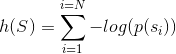 h(S) = \sum_{i=1}^{i=N} -log(p(s_i))